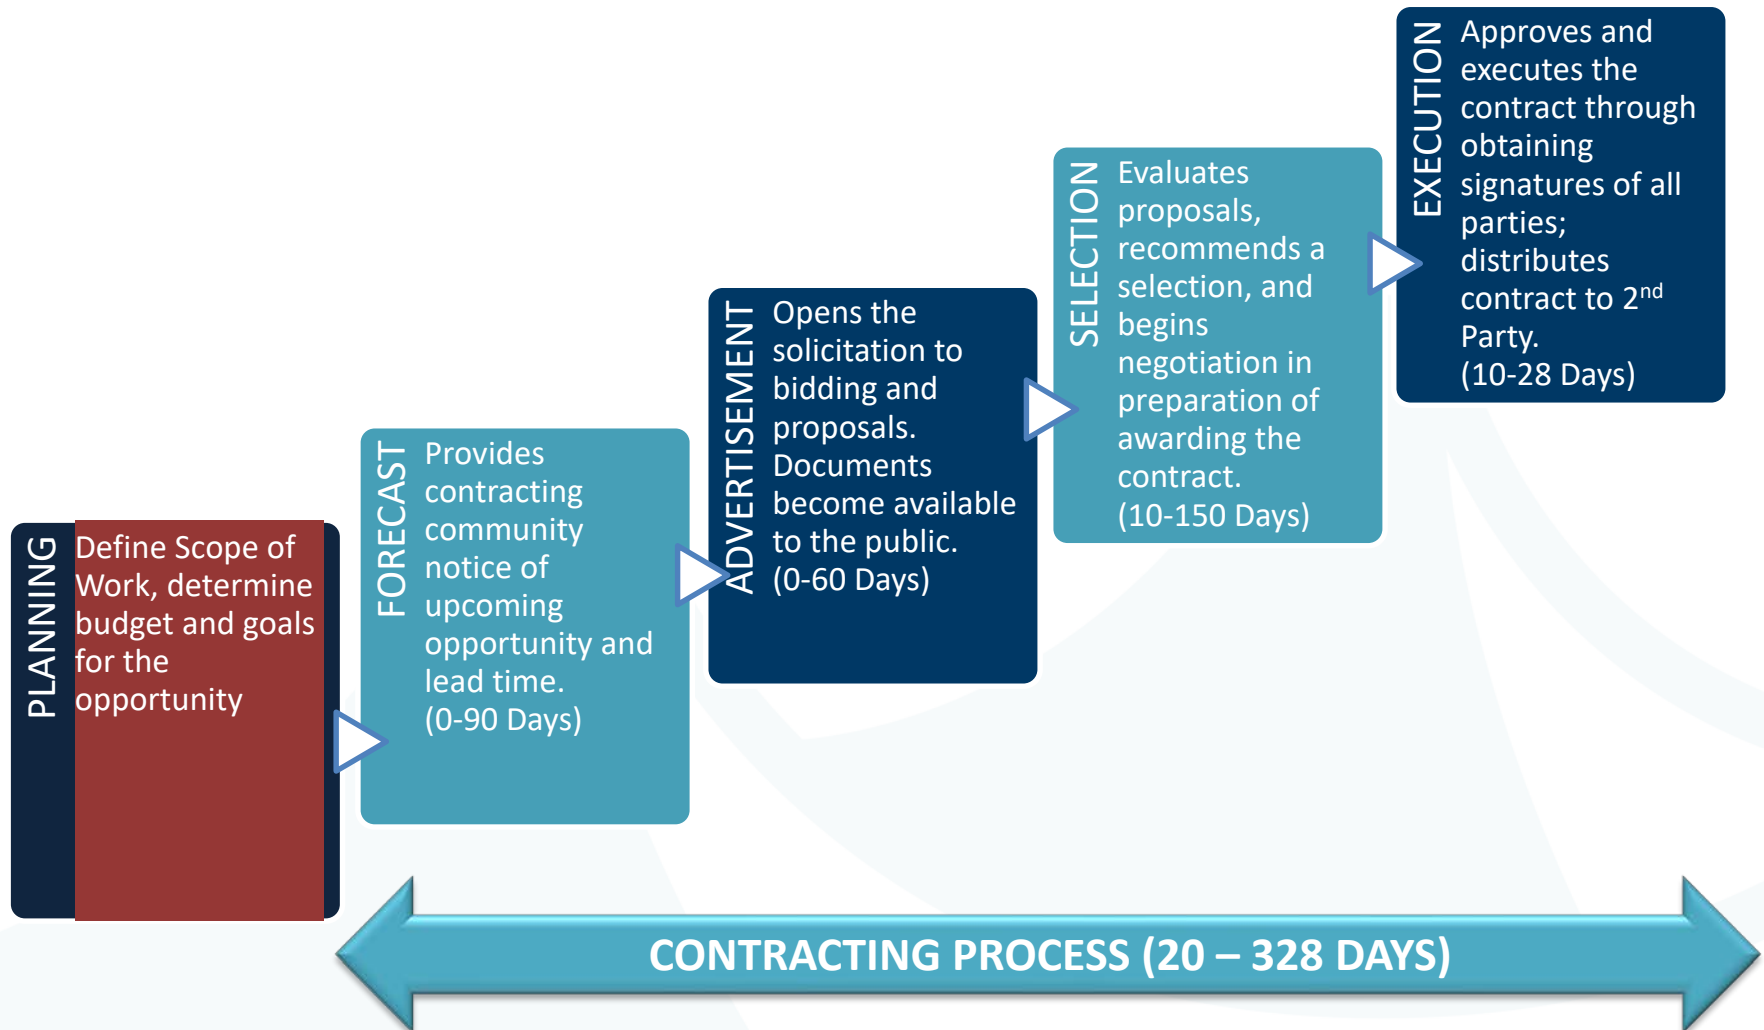 PLANNING
Define Scope of
Work, determine
budget and goals
for the
opportunity
FORECAST
Provides
contracting
community
notice of
upcoming
opportunity and
lead time.
(0-90 Days)
ADVERTISEMENT
Opens the
solicitation to
bidding and
proposals.
Documents
become available
to the public.
(0-60 Days)
SELECTION
Evaluates
proposals,
recommends a
selection, and
begins
negotiation in
preparation of
awarding the
contract.
(10-150 Days)
EXECUTION
Approves and
executes the
contract through
obtaining
signatures of all
parties;
distributes
contract to 2nd
Party.
(10-28 Days)
CONTRACTING PROCESS (20 – 328 DAYS)